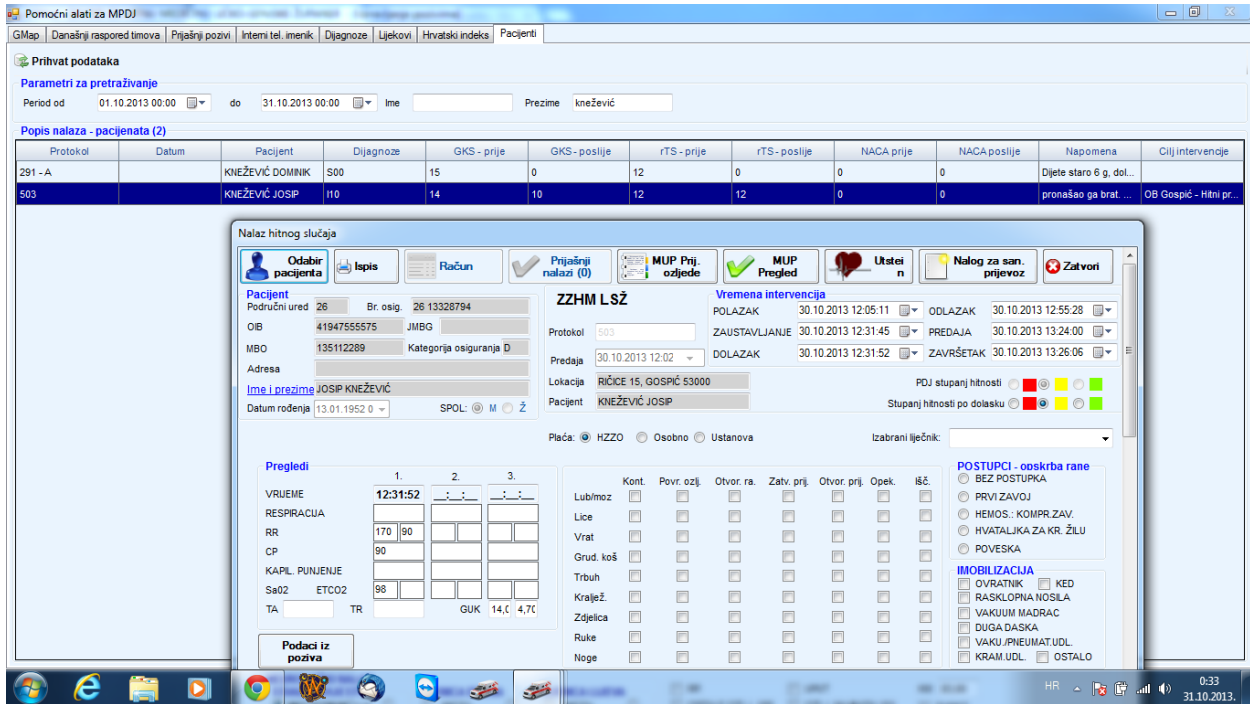 Pomoćni alati za MPDJ
GMap Današnji raspored timova Prijašnji pozivi Interni tel. imenik Dijagnoze Lijekovi Hrvatski indeks Pacijenti
Prihvat podataka
Parametri za pretraživanje
Period od 01.10.2013 00:00 do 31.10.2013 00:00 Ime Prezime knežević
Popis nalaza - pacijenata (2)
Protokol Datum Pacijent Dijagnoze GKS - prije GKS - poslije rTS - prije rTS - poslije NACA prije NACA poslije Napomena Cilj intervencije
291 - A KNEŽEVIĆ DOMINIK S00 15 0 12 0 0 0 Dijete staro 6 g, dol...
503 KNEŽEVIĆ JOSIP I10 14 10 12 12 0 0 pronašao ga brat. ... OB Gospić - Hitni pr...
Nalaz hitnog slučaja
Odabir pacijenta Ispis Račun Prijašnji nalazi (0) MUP Prij. ozljede MUP Pregled Utstei n Nalog za san. prijevoz Zatvori
Pacijent
Područni ured 26 Br. osig. 26 13328794
OIB 41947555575 JMBG
MBO 135112289 Kategorija osiguranja D
Adresa
Ime i prezime JOSIP KNEŽEVIĆ
Datum rođenja 13.01.1952 0 SPOL: M Ž
ZZHM LSŽ
Protokol 503
Predaja 30.10.2013 12:02
Lokacija RIČICE 15, GOSPIĆ 53000
Pacijent KNEŽEVIĆ JOSIP
Vremena intervencija
POLAZAK 30.10.2013 12:05:11 ODLAZAK 30.10.2013 12:55:28
ZAUSTAVLJANJE 30.10.2013 12:31:45 PREDAJA 30.10.2013 13:24:00
DOLAZAK 30.10.2013 12:31:52 ZAVRŠETAK 30.10.2013 13:26:06
PDJ stupanj hitnosti
Stupanj hitnosti po dolasku
Plaća: HZZO Osobno Ustanova Izabrani liječnik:
Pregledi
1. 2. 3.
VRIJEME 12:31:52 __:__:__ __:__:__
RESPIRACIJA
RR 170 90
CP 90
KAPIL. PUNJENJE
Sa02 ETCO2 98
TA TR GUK 14,( 4,7(
Podaci iz poziva
Kont. Povr. ozlj. Otvor. ra. Zatv. prij. Otvor. prij. Opek. Išč.
Lub/moz
Lice
Vrat
Grud. koš
Trbuh
Kraljež.
Zdjelica
Ruke
Noge
POSTUPCI - opskrba rane
BEZ POSTUPKA
PRVI ZAVOJ
HEMOS.: KOMPR.ZAV.
HVATALJKA ZA KR. ŽILU
POVESKA
IMOBILIZACIJA
OVRATNIK KED
RASKLOPNA NOSILA
VAKUUM MADRAC
DUGA DASKA
VAKU./PNEUMAT.UDL.
KRAM.UDL. OSTALO
HR 0:33
31.10.2013.